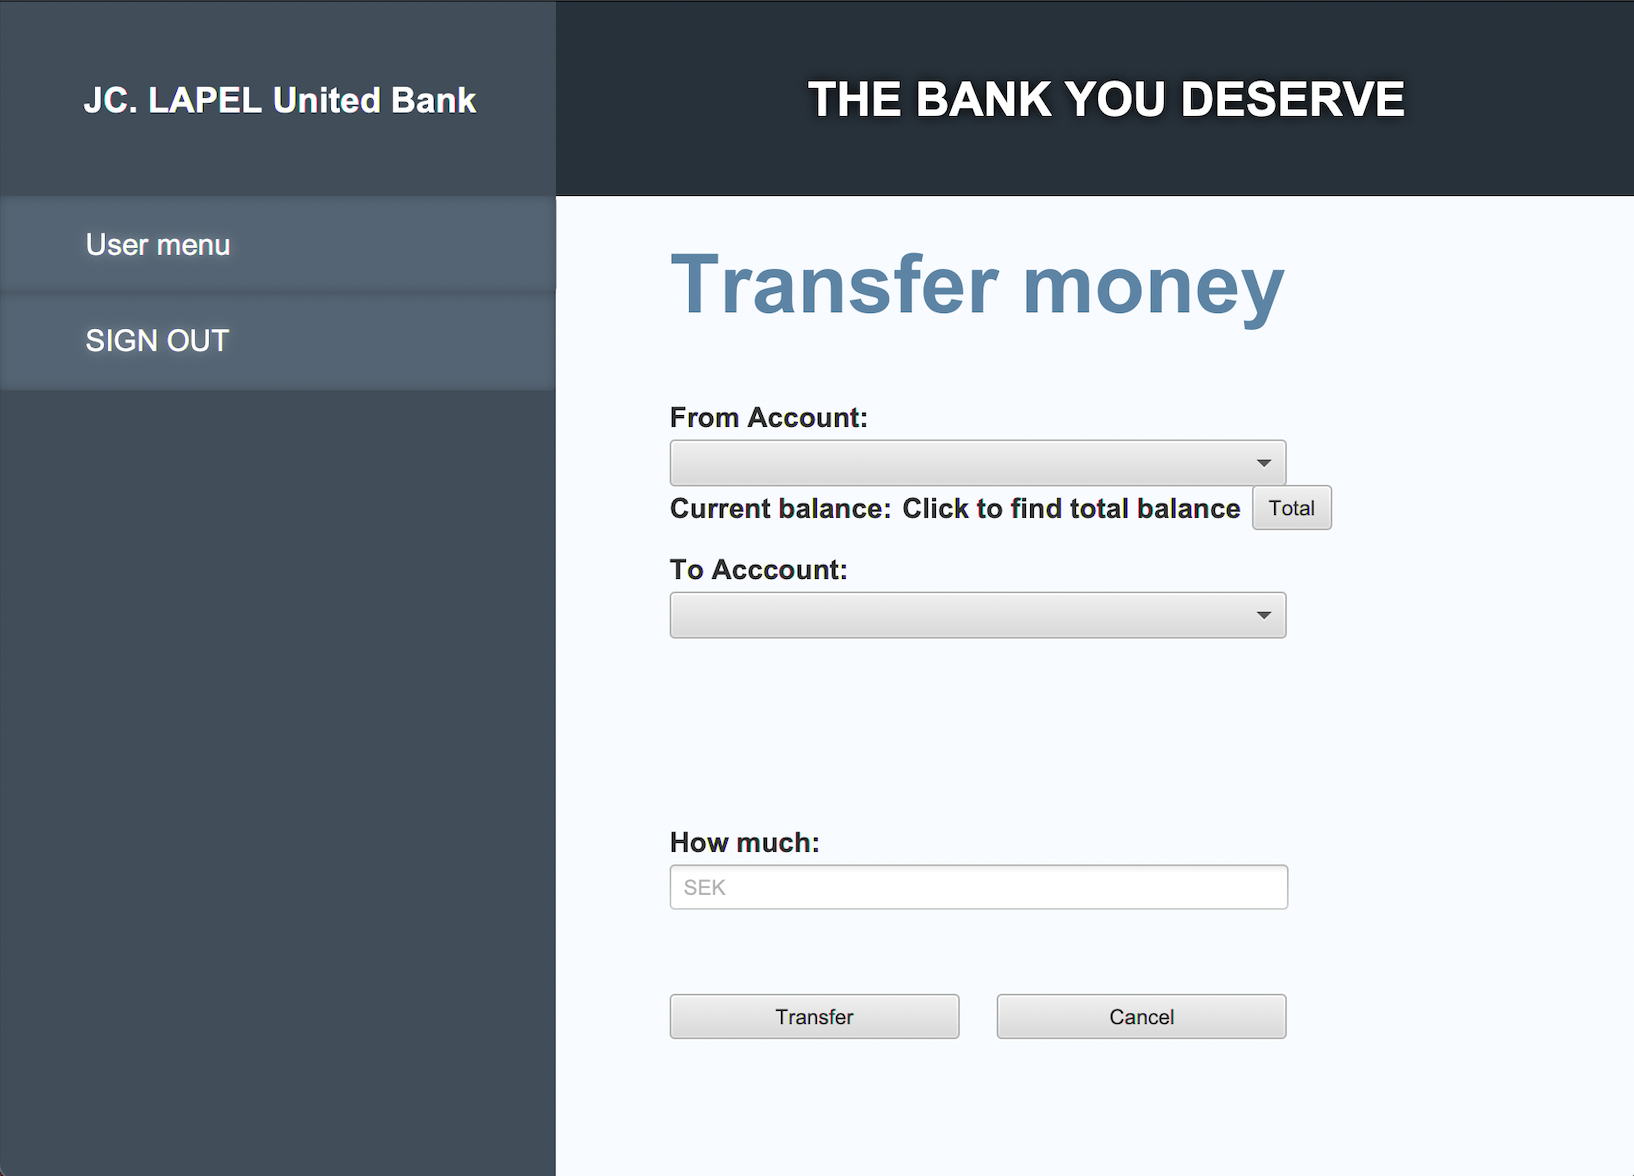 JC. LAPEL United Bank
THE BANK YOU DESERVE
User menu
SIGN OUT
Transfer money
From Account:
Current balance: Click to find total balance Total
To Acccount:
How much:
SEK
Transfer Cancel